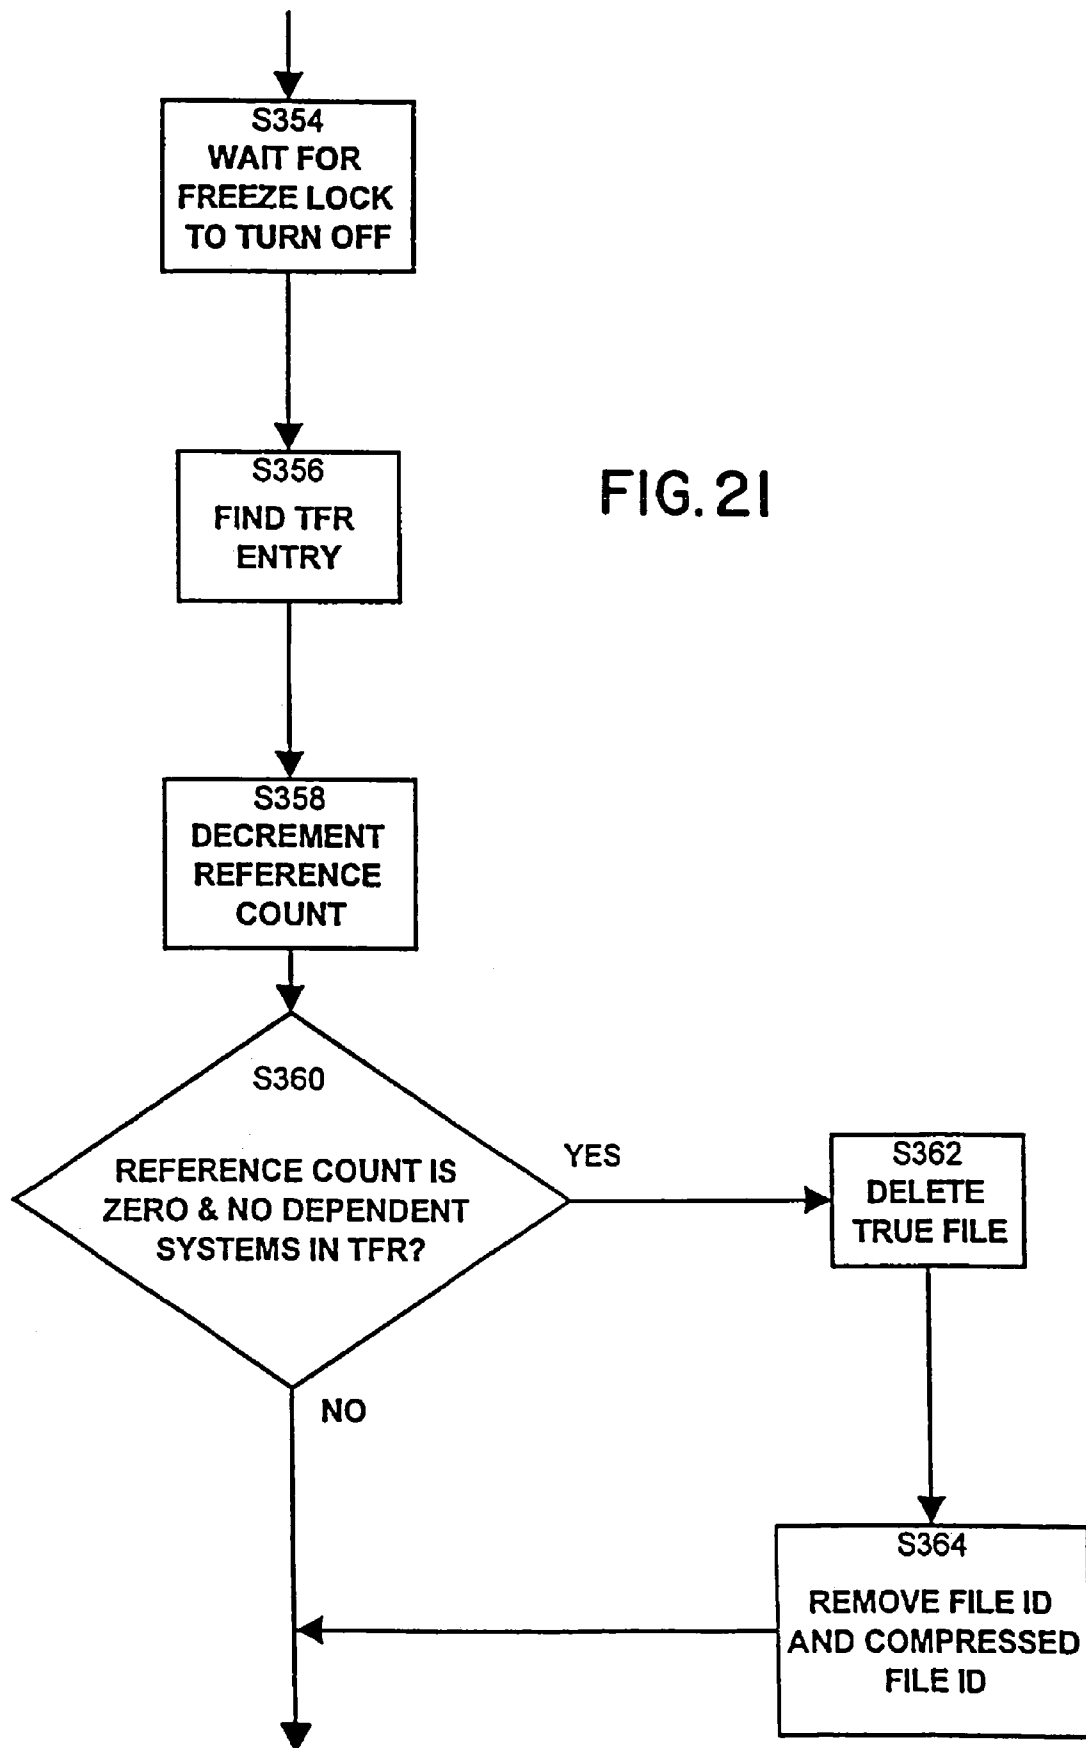 S354
WAIT FOR
FREEZE LOCK
TO TURN OFF
S356
FIND TFR
ENTRY
FIG. 21
S358
DECREMENT
REFERENCE
COUNT
S360
REFERENCE COUNT IS
ZERO & NO DEPENDENT
SYSTEMS IN TFR?
YES
NO
S362
DELETE
TRUE FILE
S364
REMOVE FILE ID
AND COMPRESSED
FILE ID